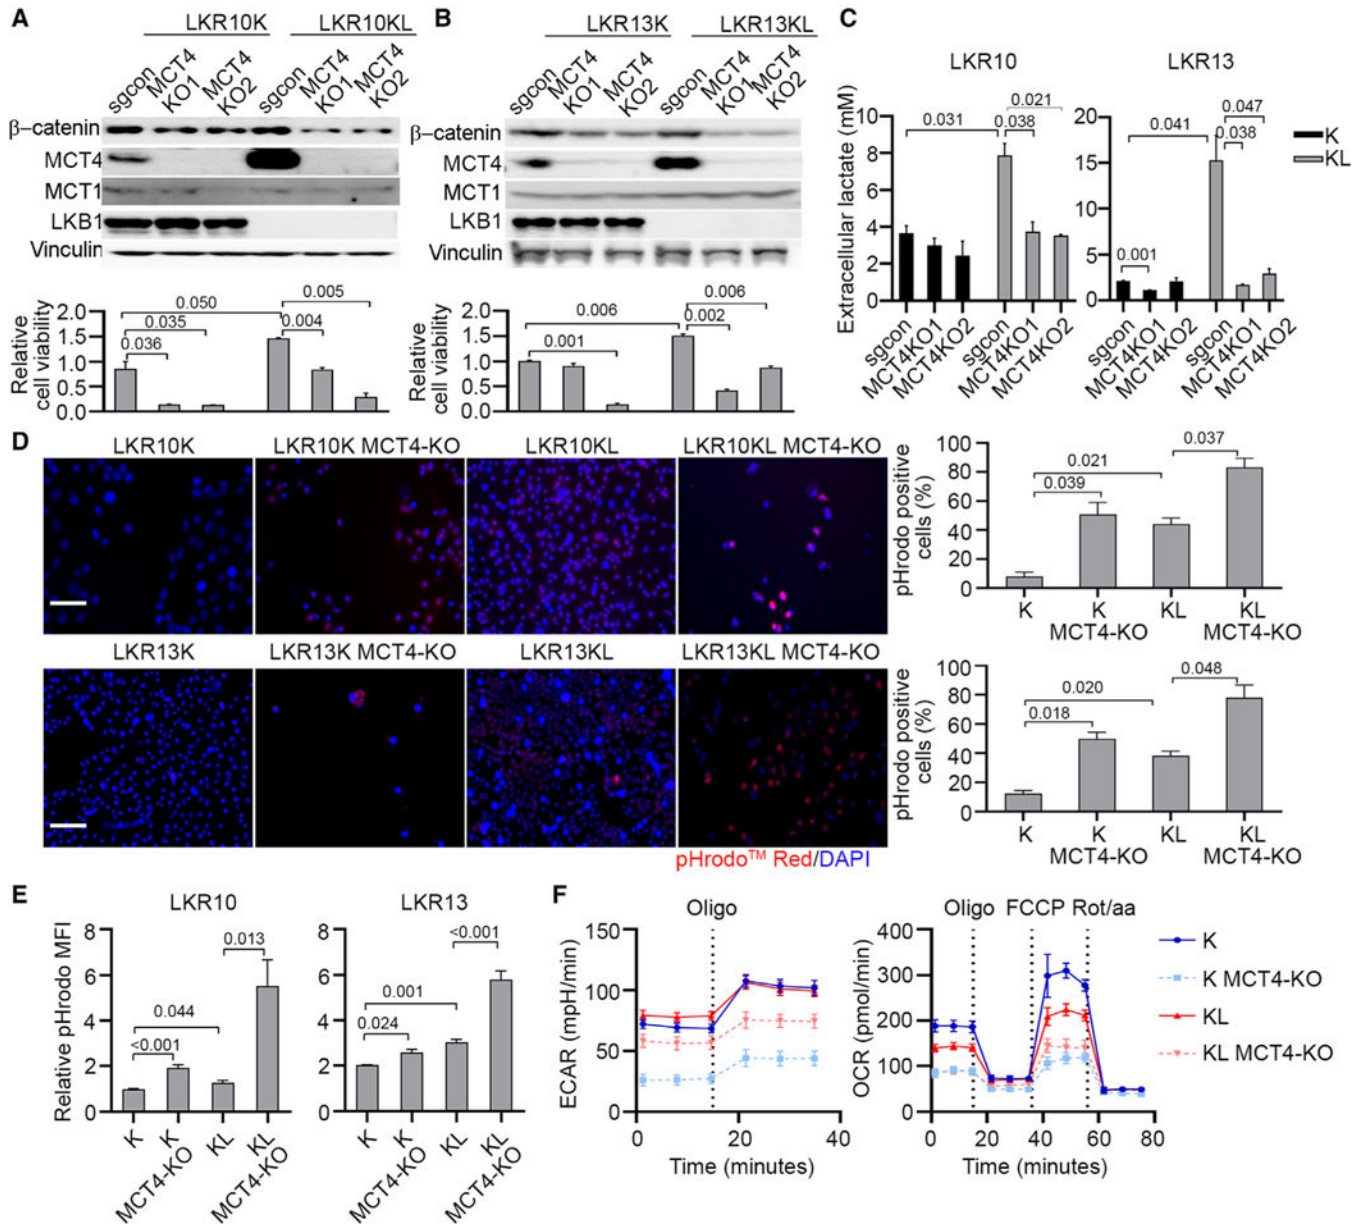 A
LKR10K LKR10KL
sgcon MCT4 KO1 MCT4 KO2 sgcon MCT4 KO1 MCT4 KO2
β–catenin
MCT4
MCT1
LKB1
Vinculin
Relative cell viability
2.0
1.5
1.0
0.5
0.0
0.050
0.035
0.036
0.005
0.004
B
LKR13K LKR13KL
sgcon MCT4 KO1 MCT4 KO2 sgcon MCT4 KO1 MCT4 KO2
β–catenin
MCT4
MCT1
LKB1
Vinculin
Relative cell viability
2.0
1.5
1.0
0.5
0.0
0.006
0.001
0.006
0.002
C
LKR10
Extracellular lactate (mM)
10
8
6
4
2
0
0.031
0.021
0.038
sgcon MCT4KO1 MCT4KO2 sgcon MCT4KO1 MCT4KO2
LKR13
20
15
10
5
0
0.041
0.047
0.038
0.001
sgcon MCT4KO1 MCT4KO2 sgcon MCT4KO1 MCT4KO2
K
KL
D
LKR10K LKR10K MCT4-KO LKR10KL LKR10KL MCT4-KO
LKR13K LKR13K MCT4-KO LKR13KL LKR13KL MCT4-KO
pHrodo™ Red/DAPI
pHrodo positive cells (%)
100
80
60
40
20
0
0.037
0.021
0.039
K K KL KL
MCT4-KO MCT4-KO
pHrodo positive cells (%)
100
80
60
40
20
0
0.048
0.020
0.018
K K KL KL
MCT4-KO MCT4-KO
E
LKR10
Relative pHrodo MFI
8
6
4
2
0
0.013
0.044
<0.001
K K MCT4-KO KL KL MCT4-KO
LKR13
8
6
4
2
0
<0.001
0.001
0.024
K K MCT4-KO KL KL MCT4-KO
F
Oligo
ECAR (mpH/min)
150
100
50
0
0 20 40
Time (minutes)
Oligo FCCP Rot/aa
OCR (pmol/min)
400
300
200
100
0
0 20 40 60 80
Time (minutes)
K
K MCT4-KO
KL
KL MCT4-KO